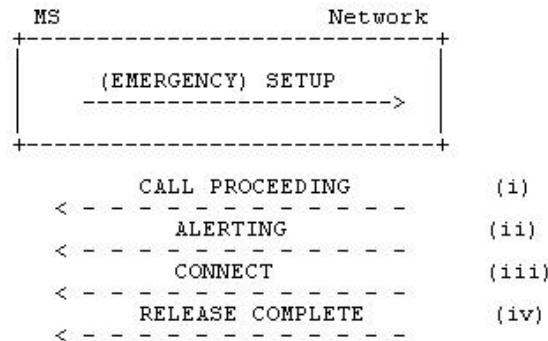 MS Network
(EMERGENCY) SETUP
CALL PROCEEDING (i)
ALERTING (ii)
CONNECT (iii)
RELEASE COMPLETE (iv)